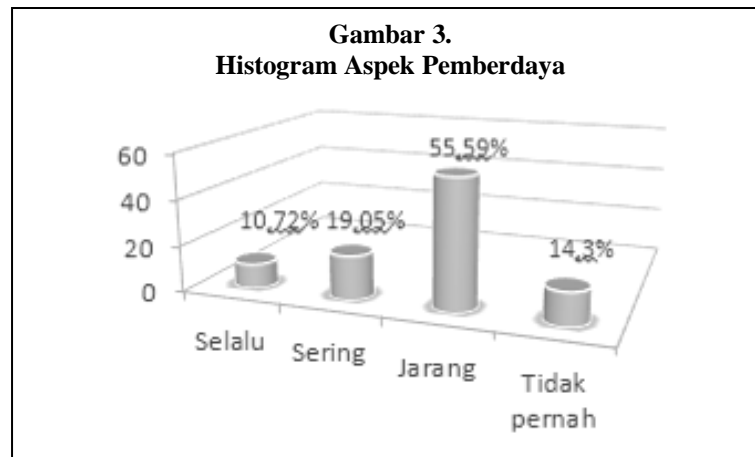 Gambar 3.
Histogram Aspek Pemberdaya
60
40
20
0
10,72%
19,05%
55,59%
14,3%
Selalu
Sering
Jarang
Tidak
pernah